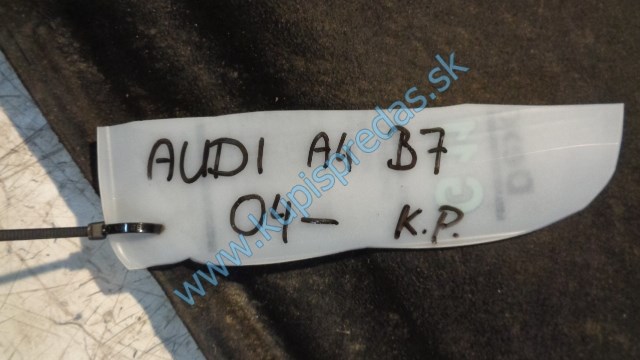 AUDI A4 B7
04- K.P.
www.kupispredas.sk